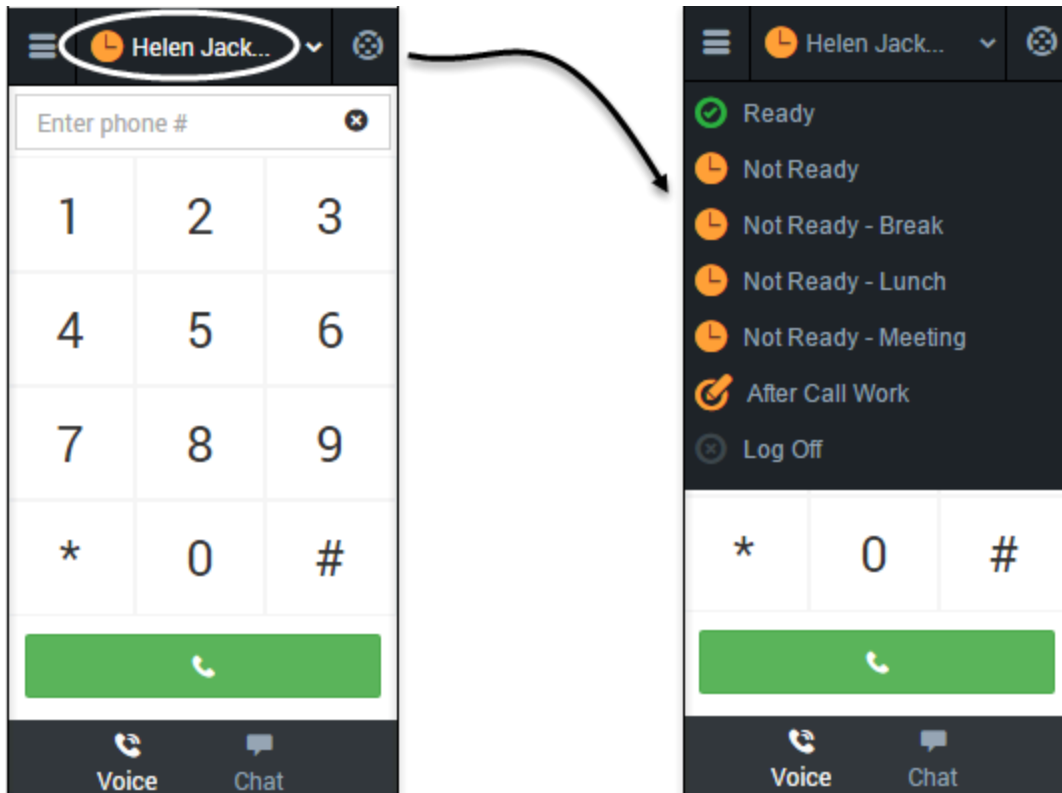 Helen Jack...
Enter phone #
1 2 3
4 5 6
7 8 9
* 0 #
Voice Chat
Helen Jack...
Ready
Not Ready
Not Ready - Break
Not Ready - Lunch
Not Ready - Meeting
After Call Work
Log Off
* 0 #
Voice Chat